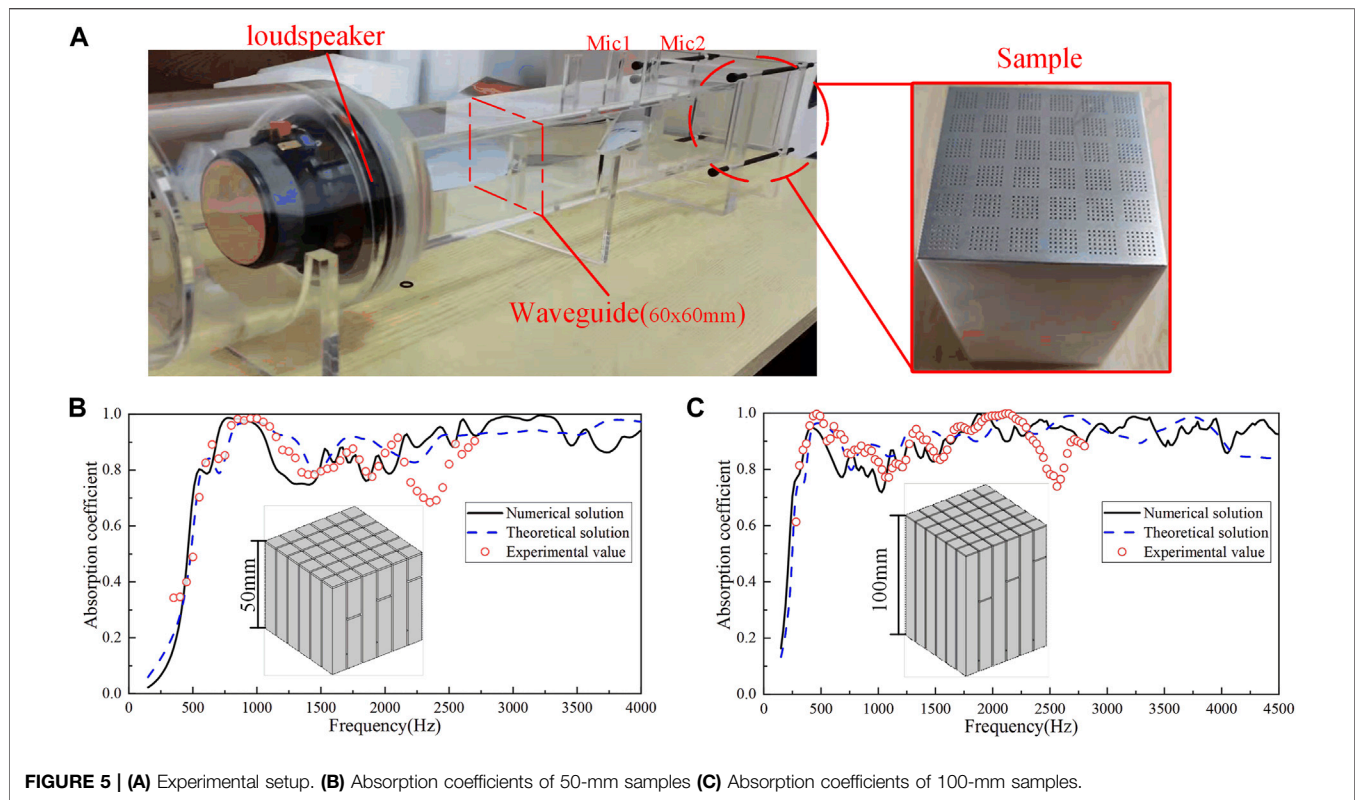 A
loudspeaker
Mic1 Mic2
Sample
Waveguide(60x60mm)
B
1.0
0.8
0.6
0.4
0.2
0.0
Absorption coefficient
0 500 1000 1500 2000 2500 3000 3500 4000
Frequency(Hz)
Numerical solution
Theoretical solution
Experimental value
50mm
C
1.0
0.8
0.6
0.4
0.2
0.0
Absorption coefficient
0 500 1000 1500 2000 2500 3000 3500 4000 4500
Frequency(Hz)
Numerical solution
Theoretical solution
Experimental value
100mm
FIGURE 5 | (A) Experimental setup. (B) Absorption coefficients of 50-mm samples (C) Absorption coefficients of 100-mm samples.